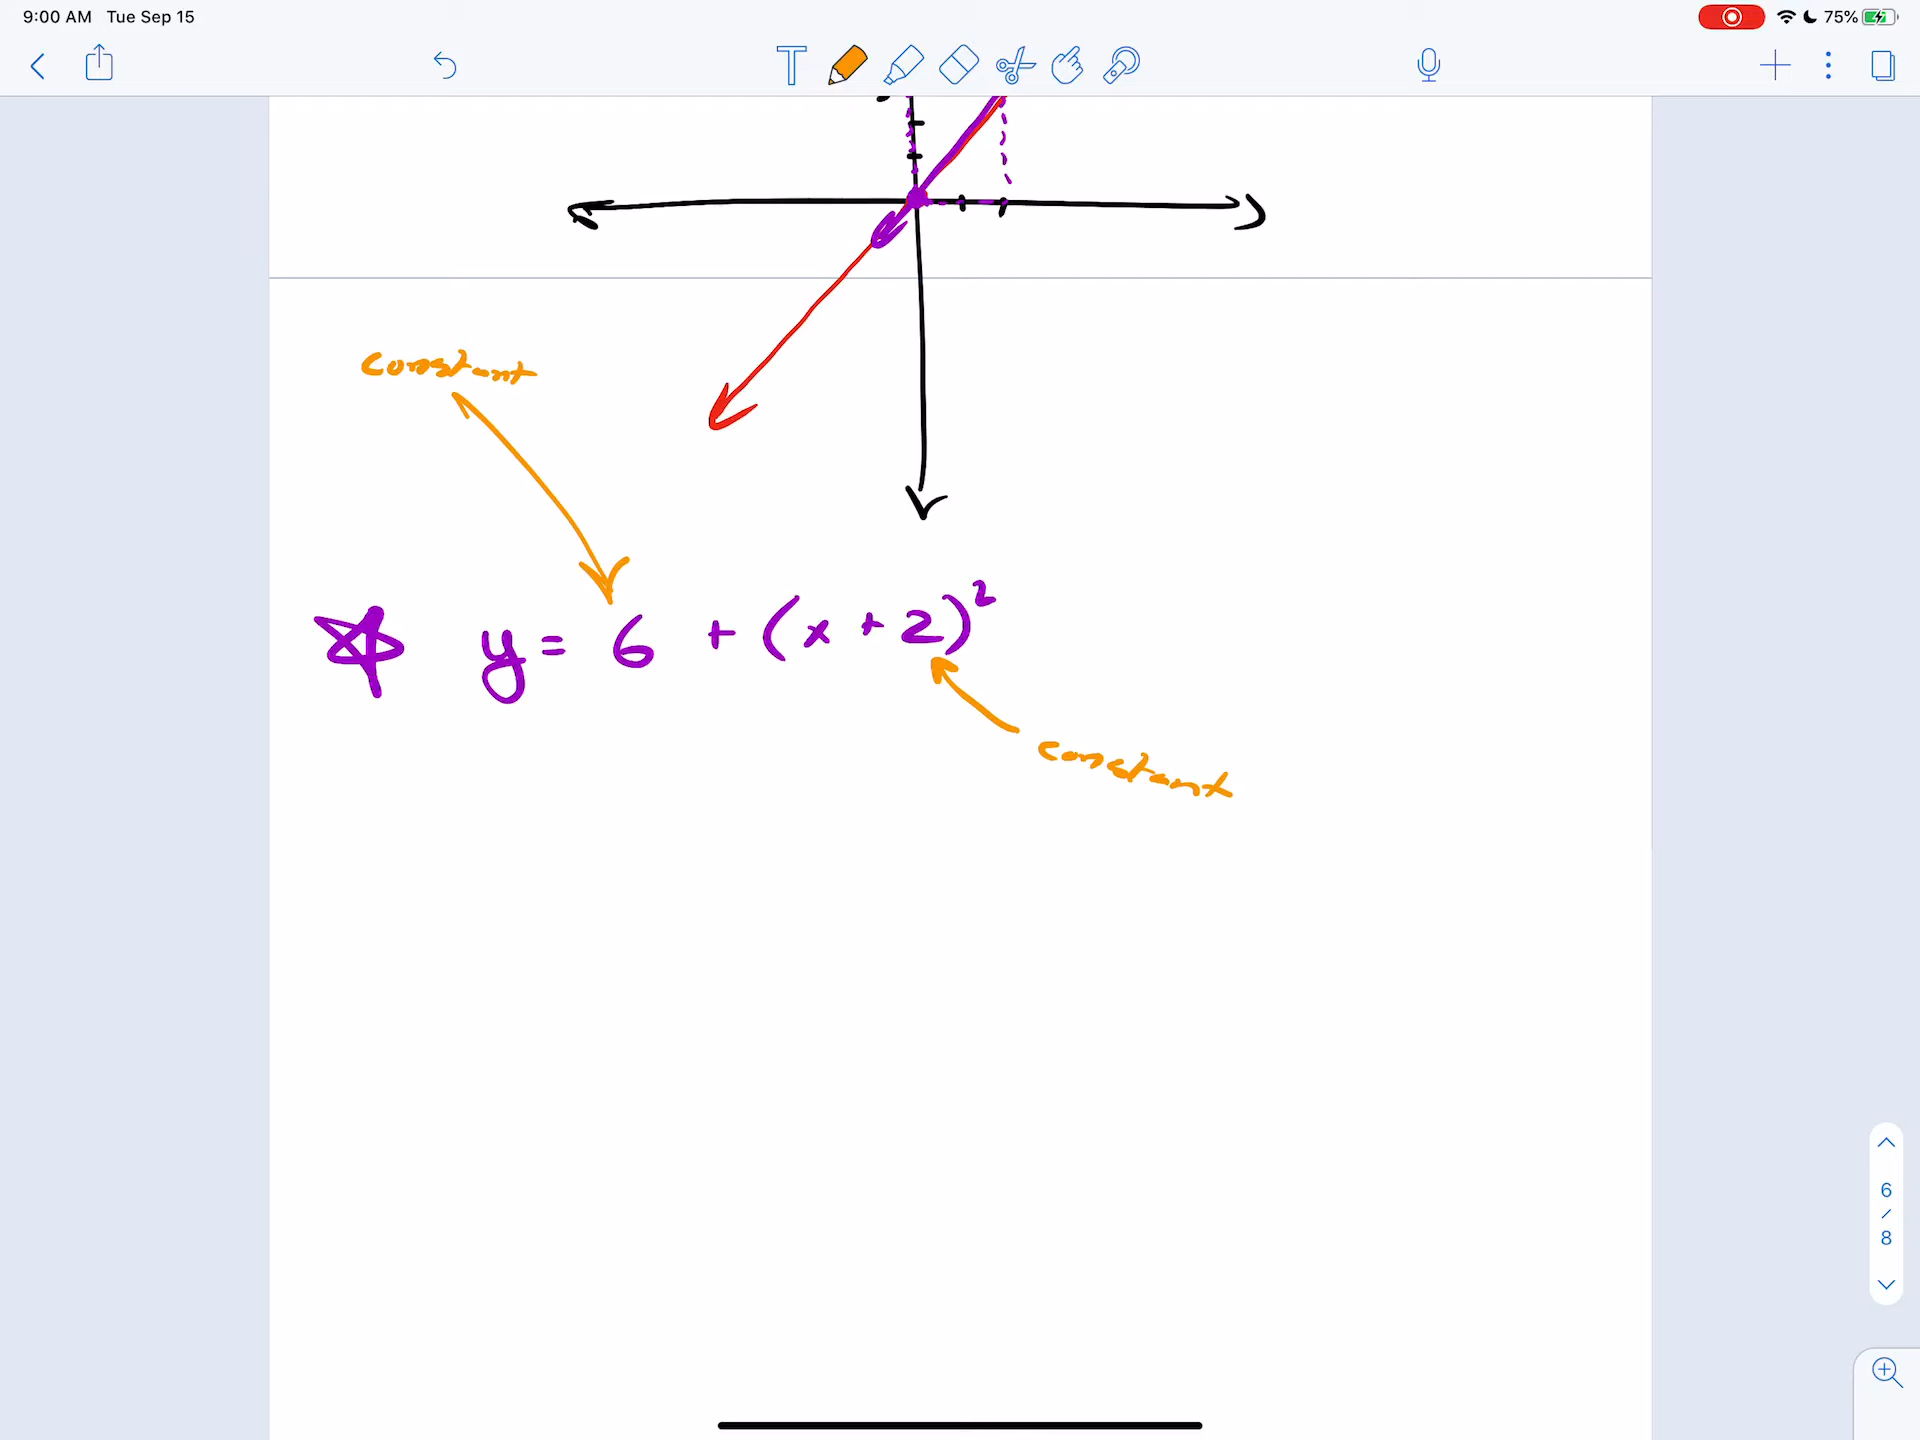 9:00 AM Tue Sep 15
75%
T
constant
y = 6 + (x + 2)²
constant
6
/
8